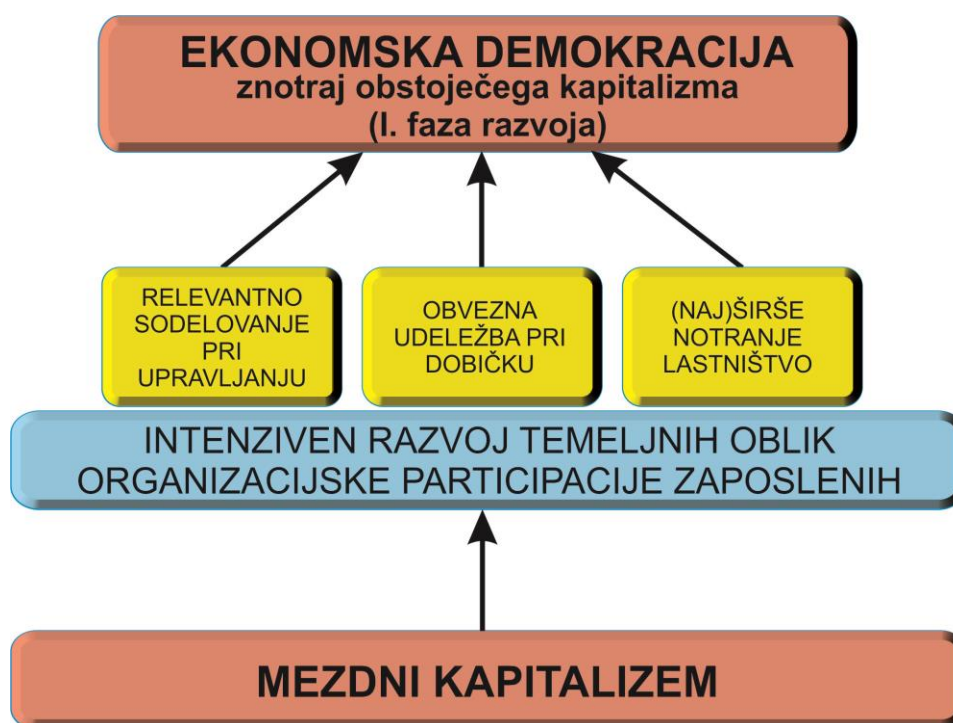 EKONOMSKA DEMOKRACIJA
znotraj obstoječega kapitalizma
(I. faza razvoja)
RELEVANTNO
SODELOVANJE
PRI
UPRAVLJANJU
OBVEZNA
UDELEŽBA PRI
DOBIČKU
(NAJ)ŠIRŠE
NOTRANJE
LASTNIŠTVO
INTENZIVEN RAZVOJ TEMELJNIH OBLIK
ORGANIZACIJSKE PARTICIPACIJE ZAPOSLENIH
MEZDNI KAPITALIZEM